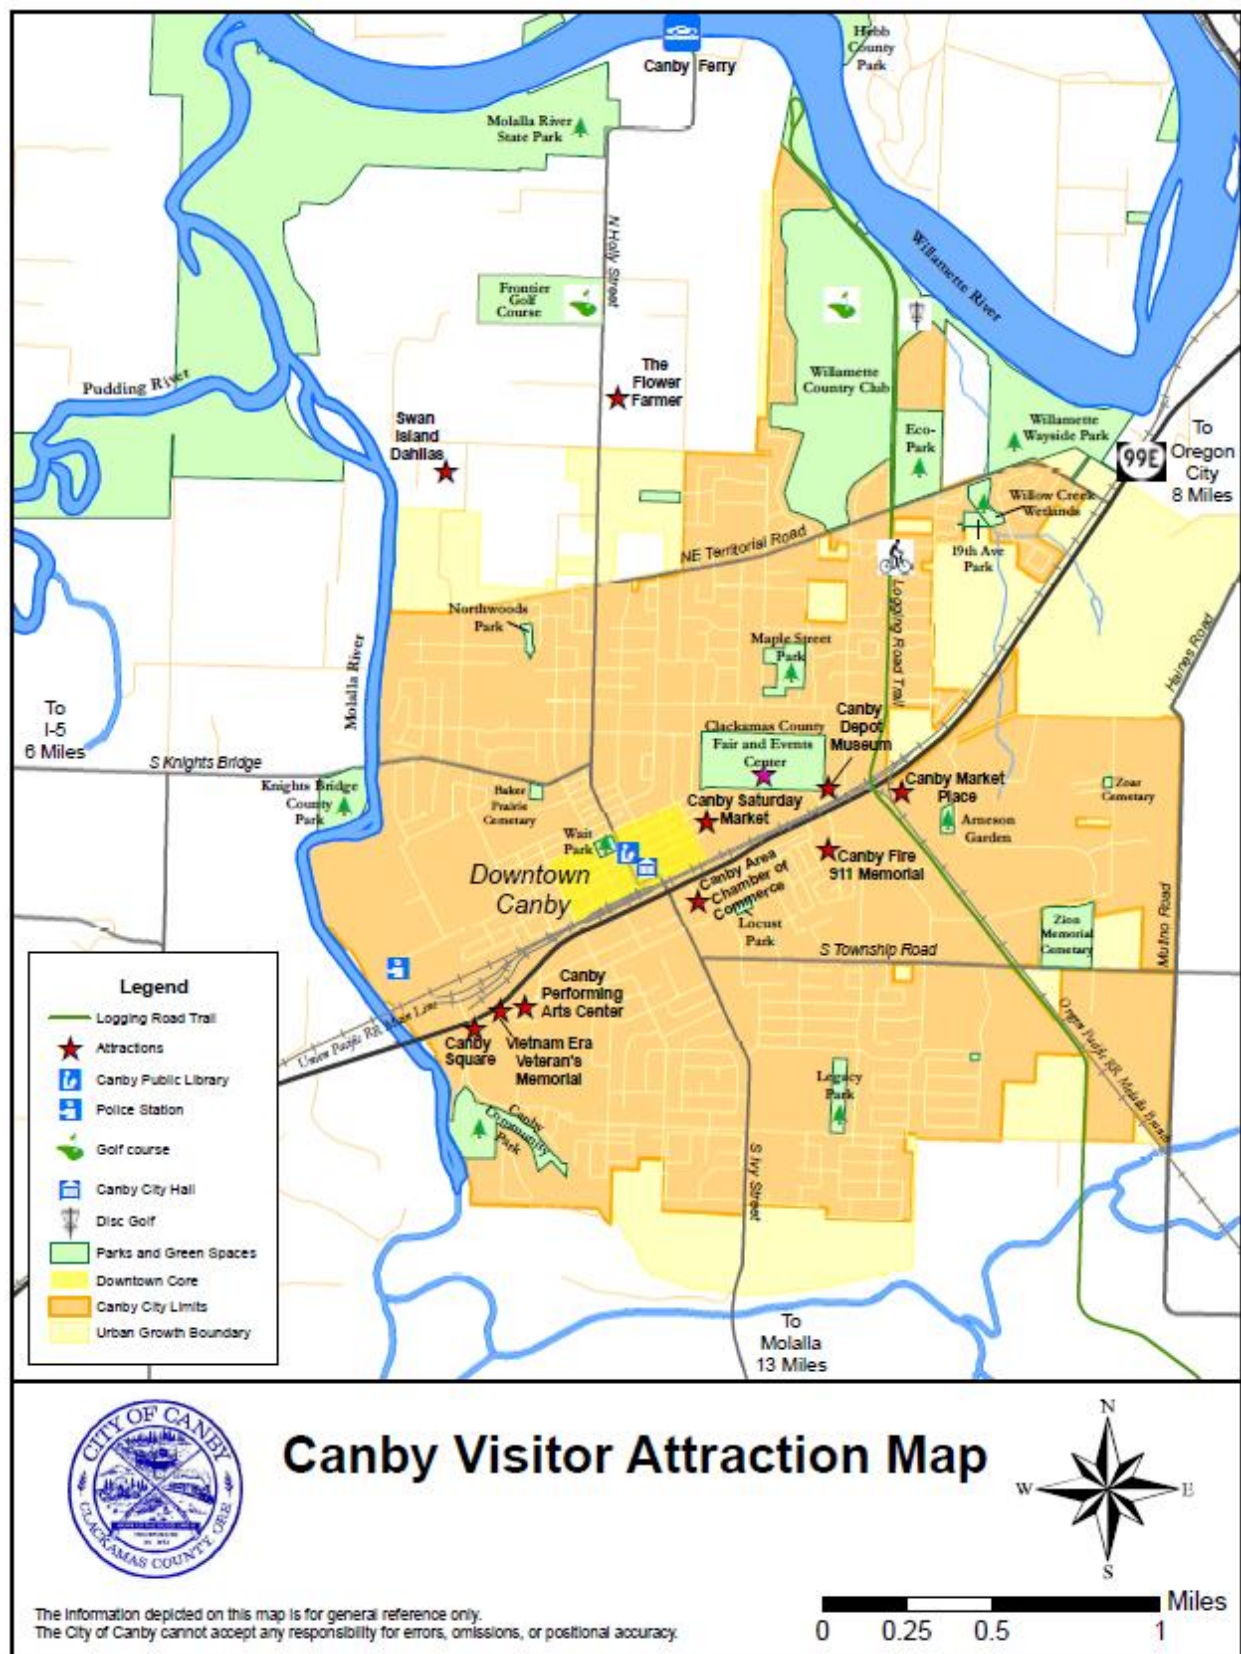 Canby Ferry
Hebb
County
Park
Molalla River
State Park
N Holly Street
Willamette River
Frontier
Golf
Course
Willamette
Country Club
The
Flower
Farmer
Pudding River
Swan
Island
Dahlias
Eco-
Park
Willamette
Wayside Park
99E
To
Oregon
City
8 Miles
Willow Creek
Wetlands
NE Territorial Road
19th Ave
Park
Logging Road Trail
Northwoods
Park
Maple Street
Park
Haines Road
Molalla River
To
I-5
6 Miles
S Knights Bridge
Clackamas County
Fair and Events
Center
Canby
Depot
Museum
Knights Bridge
County
Park
Baker
Prairie
Cemetary
Canby Saturday
Market
Canby Market
Place
Zoar
Cemetary
Arneson
Garden
Wait
Park
Downtown
Canby
Canby Area
Chamber of
Commerce
Canby Fire
911 Memorial
Locust
Park
S Township Road
Zion
Memorial
Cemetary
Mulino Road
Canby
Performing
Arts Center
Union Pacific RR Main Line
Canby
Square
Vietnam Era
Veteran's
Memorial
Oregon Pacific RR Molalla Branch
Legacy
Park
Canby
Community
Park
S Ivy Street
To
Molalla
13 Miles
Legend
Logging Road Trail
Attractions
Canby Public Library
Police Station
Golf course
Canby City Hall
Disc Golf
Parks and Green Spaces
Downtown Core
Canby City Limits
Urban Growth Boundary
CITY OF CANBY
CLACKAMAS COUNTY, ORE
Canby Visitor Attraction Map
N
W
E
S
The information depicted on this map is for general reference only.
The City of Canby cannot accept any responsibility for errors, omissions, or positional accuracy.
Miles
0 0.25 0.5 1